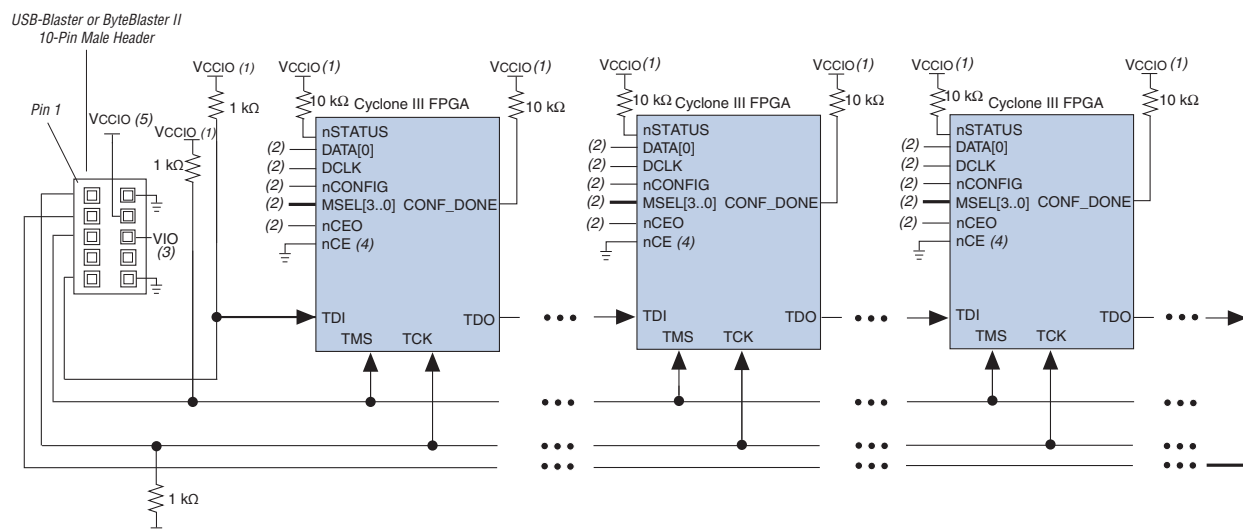 USB-Blaster or ByteBlaster II
10-Pin Male Header
Pin 1
VCCIO (5)
VCCIO (1)
1 kΩ
VCCIO (1)
1 kΩ
VIO
(3)
1 kΩ
VCCIO (1)
10 kΩ
Cyclone III FPGA
VCCIO (1)
10 kΩ
nSTATUS
(2) DATA[0]
(2) DCLK
(2) nCONFIG
(2) MSEL[3..0] CONF_DONE
(2) nCEO
nCE (4)
TDI TDO
TMS TCK
VCCIO (1)
10 kΩ
Cyclone III FPGA
VCCIO (1)
10 kΩ
nSTATUS
(2) DATA[0]
(2) DCLK
(2) nCONFIG
(2) MSEL[3..0] CONF_DONE
(2) nCEO
nCE (4)
TDI TDO
TMS TCK
VCCIO (1)
10 kΩ
Cyclone III FPGA
VCCIO (1)
10 kΩ
nSTATUS
(2) DATA[0]
(2) DCLK
(2) nCONFIG
(2) MSEL[3..0] CONF_DONE
(2) nCEO
nCE (4)
TDI TDO
TMS TCK